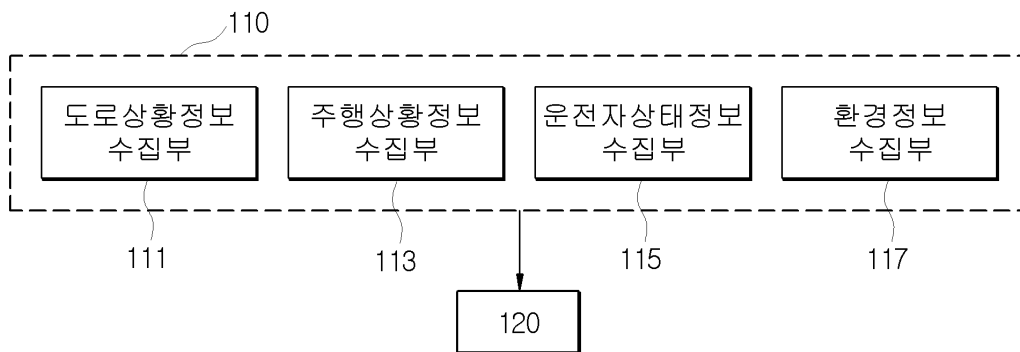 110
도로상황정보
수집부
주행상황정보
수집부
운전자상태정보
수집부
환경정보
수집부
111
113
115
117
120